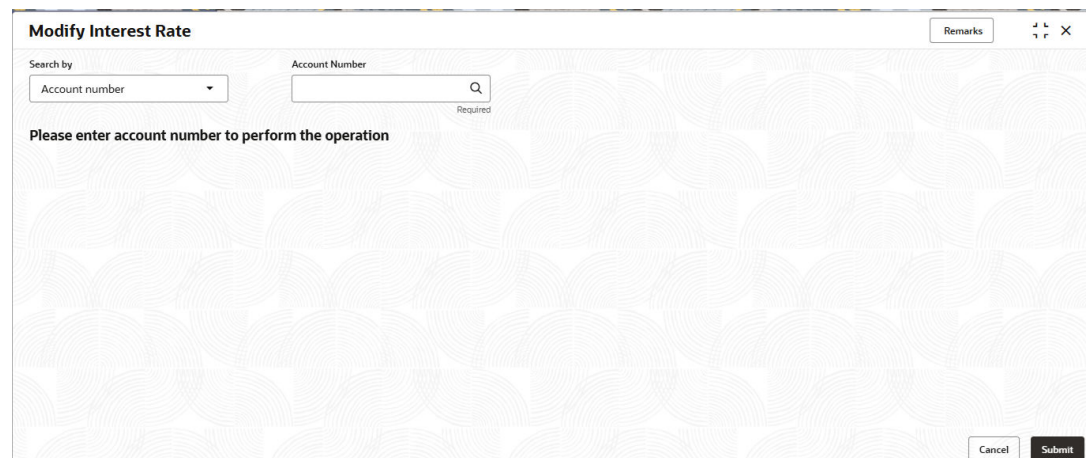 Modify Interest Rate
Remarks
Search by
Account Number
Account number
Required
Please enter account number to perform the operation
Cancel
Submit